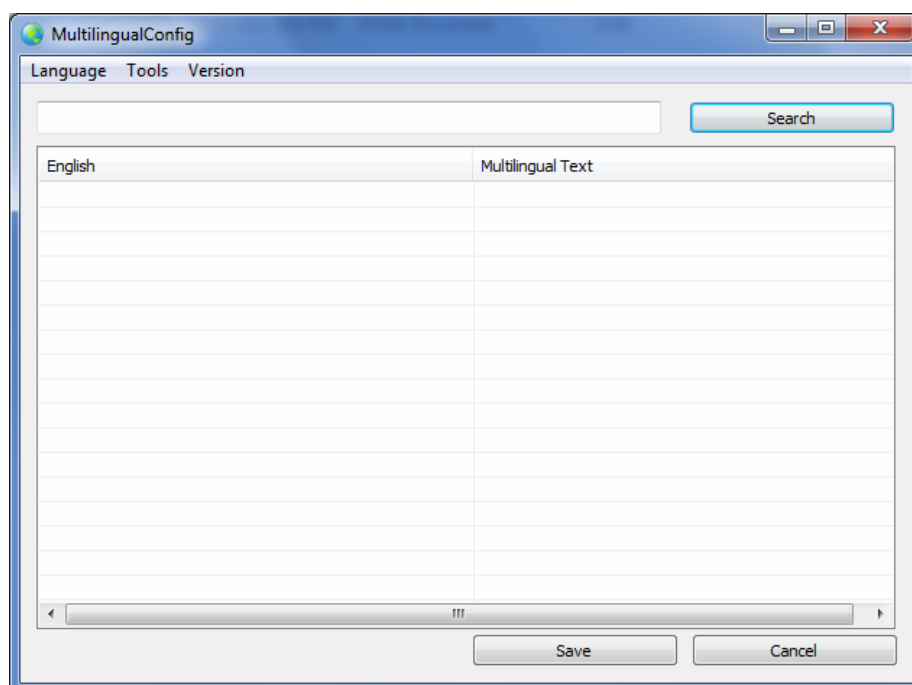 MultilingualConfig
Language Tools Version
Search
English Multilingual Text
Save Cancel